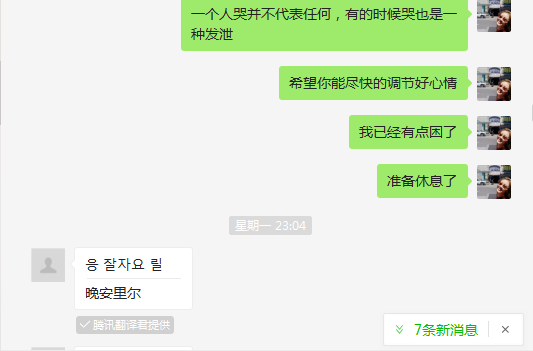 一个人哭并不代表任何，有的时候哭也是一
种发泄
希望你能尽快的调节好心情
我已经有点困了
准备休息了
星期一 23:04
응 잘자요 릴
晚安里尔
腾讯翻译君提供
7条新消息